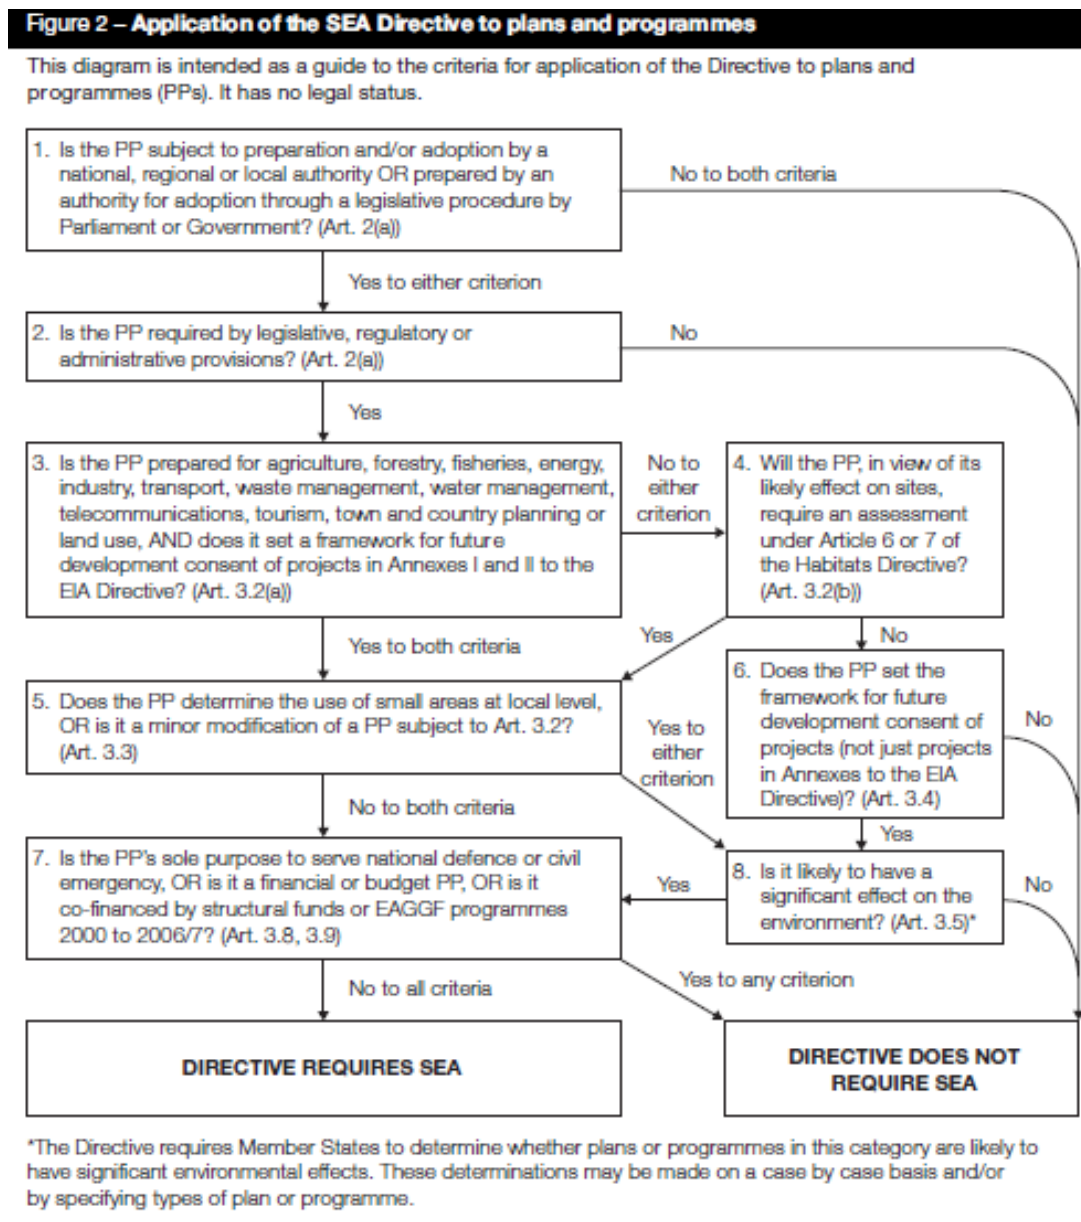 Figure 2 – Application of the SEA Directive to plans and programmes
This diagram is intended as a guide to the criteria for application of the Directive to plans and
programmes (PPs). It has no legal status.
1. Is the PP subject to preparation and/or adoption by a
national, regional or local authority OR prepared by an
authority for adoption through a legislative procedure by
Parliament or Government? (Art. 2(a))
No to both criteria
Yes to either criterion
2. Is the PP required by legislative, regulatory or
administrative provisions? (Art. 2(a))
No
Yes
3. Is the PP prepared for agriculture, forestry, fisheries, energy,
industry, transport, waste management, water management,
telecommunications, tourism, town and country planning or
land use, AND does it set a framework for future
development consent of projects in Annexes I and II to the
EIA Directive? (Art. 3.2(a))
No to
either
criterion
4. Will the PP, in view of its
likely effect on sites,
require an assessment
under Article 6 or 7 of
the Habitats Directive?
(Art. 3.2(b))
Yes to both criteria
Yes
No
5. Does the PP determine the use of small areas at local level,
OR is it a minor modification of a PP subject to Art. 3.2?
(Art. 3.3)
Yes to
either
criterion
6. Does the PP set the
framework for future
development consent of
projects (not just projects
in Annexes to the EIA
Directive)? (Art. 3.4)
No
No to both criteria
Yes
7. Is the PP's sole purpose to serve national defence or civil
emergency, OR is it a financial or budget PP, OR is it
co-financed by structural funds or EAGGF programmes
2000 to 2006/7? (Art. 3.8, 3.9)
Yes
8. Is it likely to have a
significant effect on the
environment? (Art. 3.5)*
No
No to all criteria
Yes to any criterion
DIRECTIVE REQUIRES SEA
DIRECTIVE DOES NOT
REQUIRE SEA
*The Directive requires Member States to determine whether plans or programmes in this category are likely to
have significant environmental effects. These determinations may be made on a case by case basis and/or
by specifying types of plan or programme.